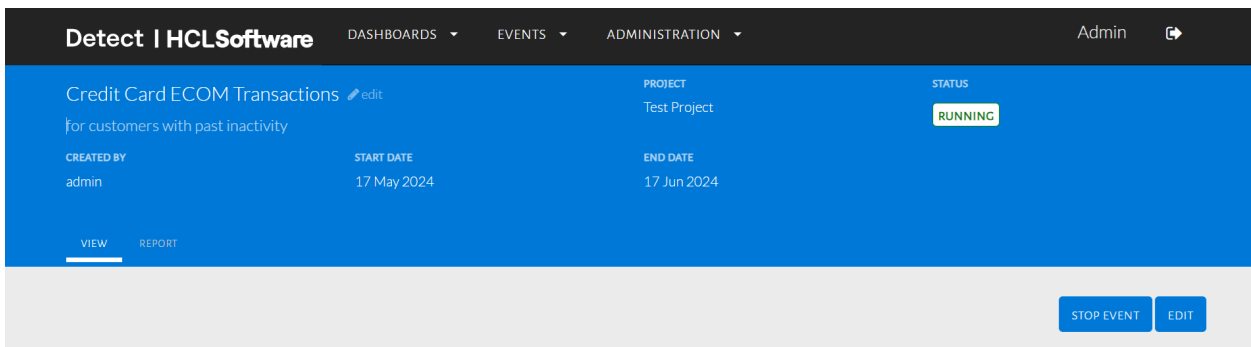 Detect | HCLSoftware DASHBOARDS EVENTS ADMINISTRATION Admin
Credit Card ECOM Transactions edit
for customers with past inactivity
PROJECT
Test Project
STATUS
RUNNING
CREATED BY
admin
START DATE
17 May 2024
END DATE
17 Jun 2024
VIEW REPORT
STOP EVENT EDIT